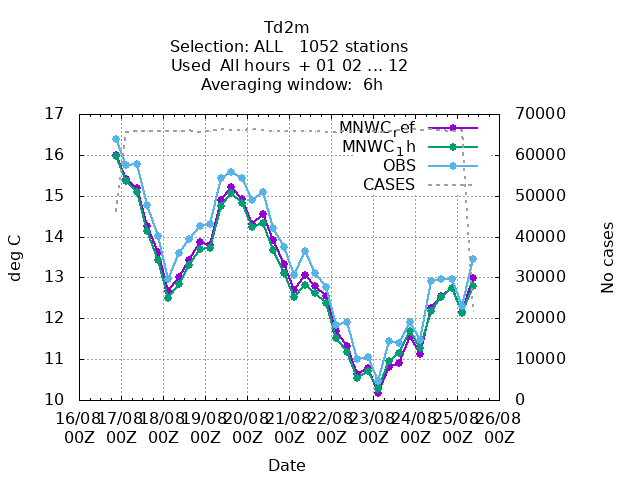 Td2m
Selection: ALL 1052 stations
Used All hours + 01 02 ... 12
Averaging window: 6h
17 70000
MNWC_ref
MNWC_1h
16 60000
OBS
CASES
15 50000
14 40000
deg C
No cases
13 30000
12 20000
11 10000
10 0
16/08 17/08 18/08 19/08 20/08 21/08 22/08 23/08 24/08 25/08 26/08
00Z 00Z 00Z 00Z 00Z 00Z 00Z 00Z 00Z 00Z 00Z
Date